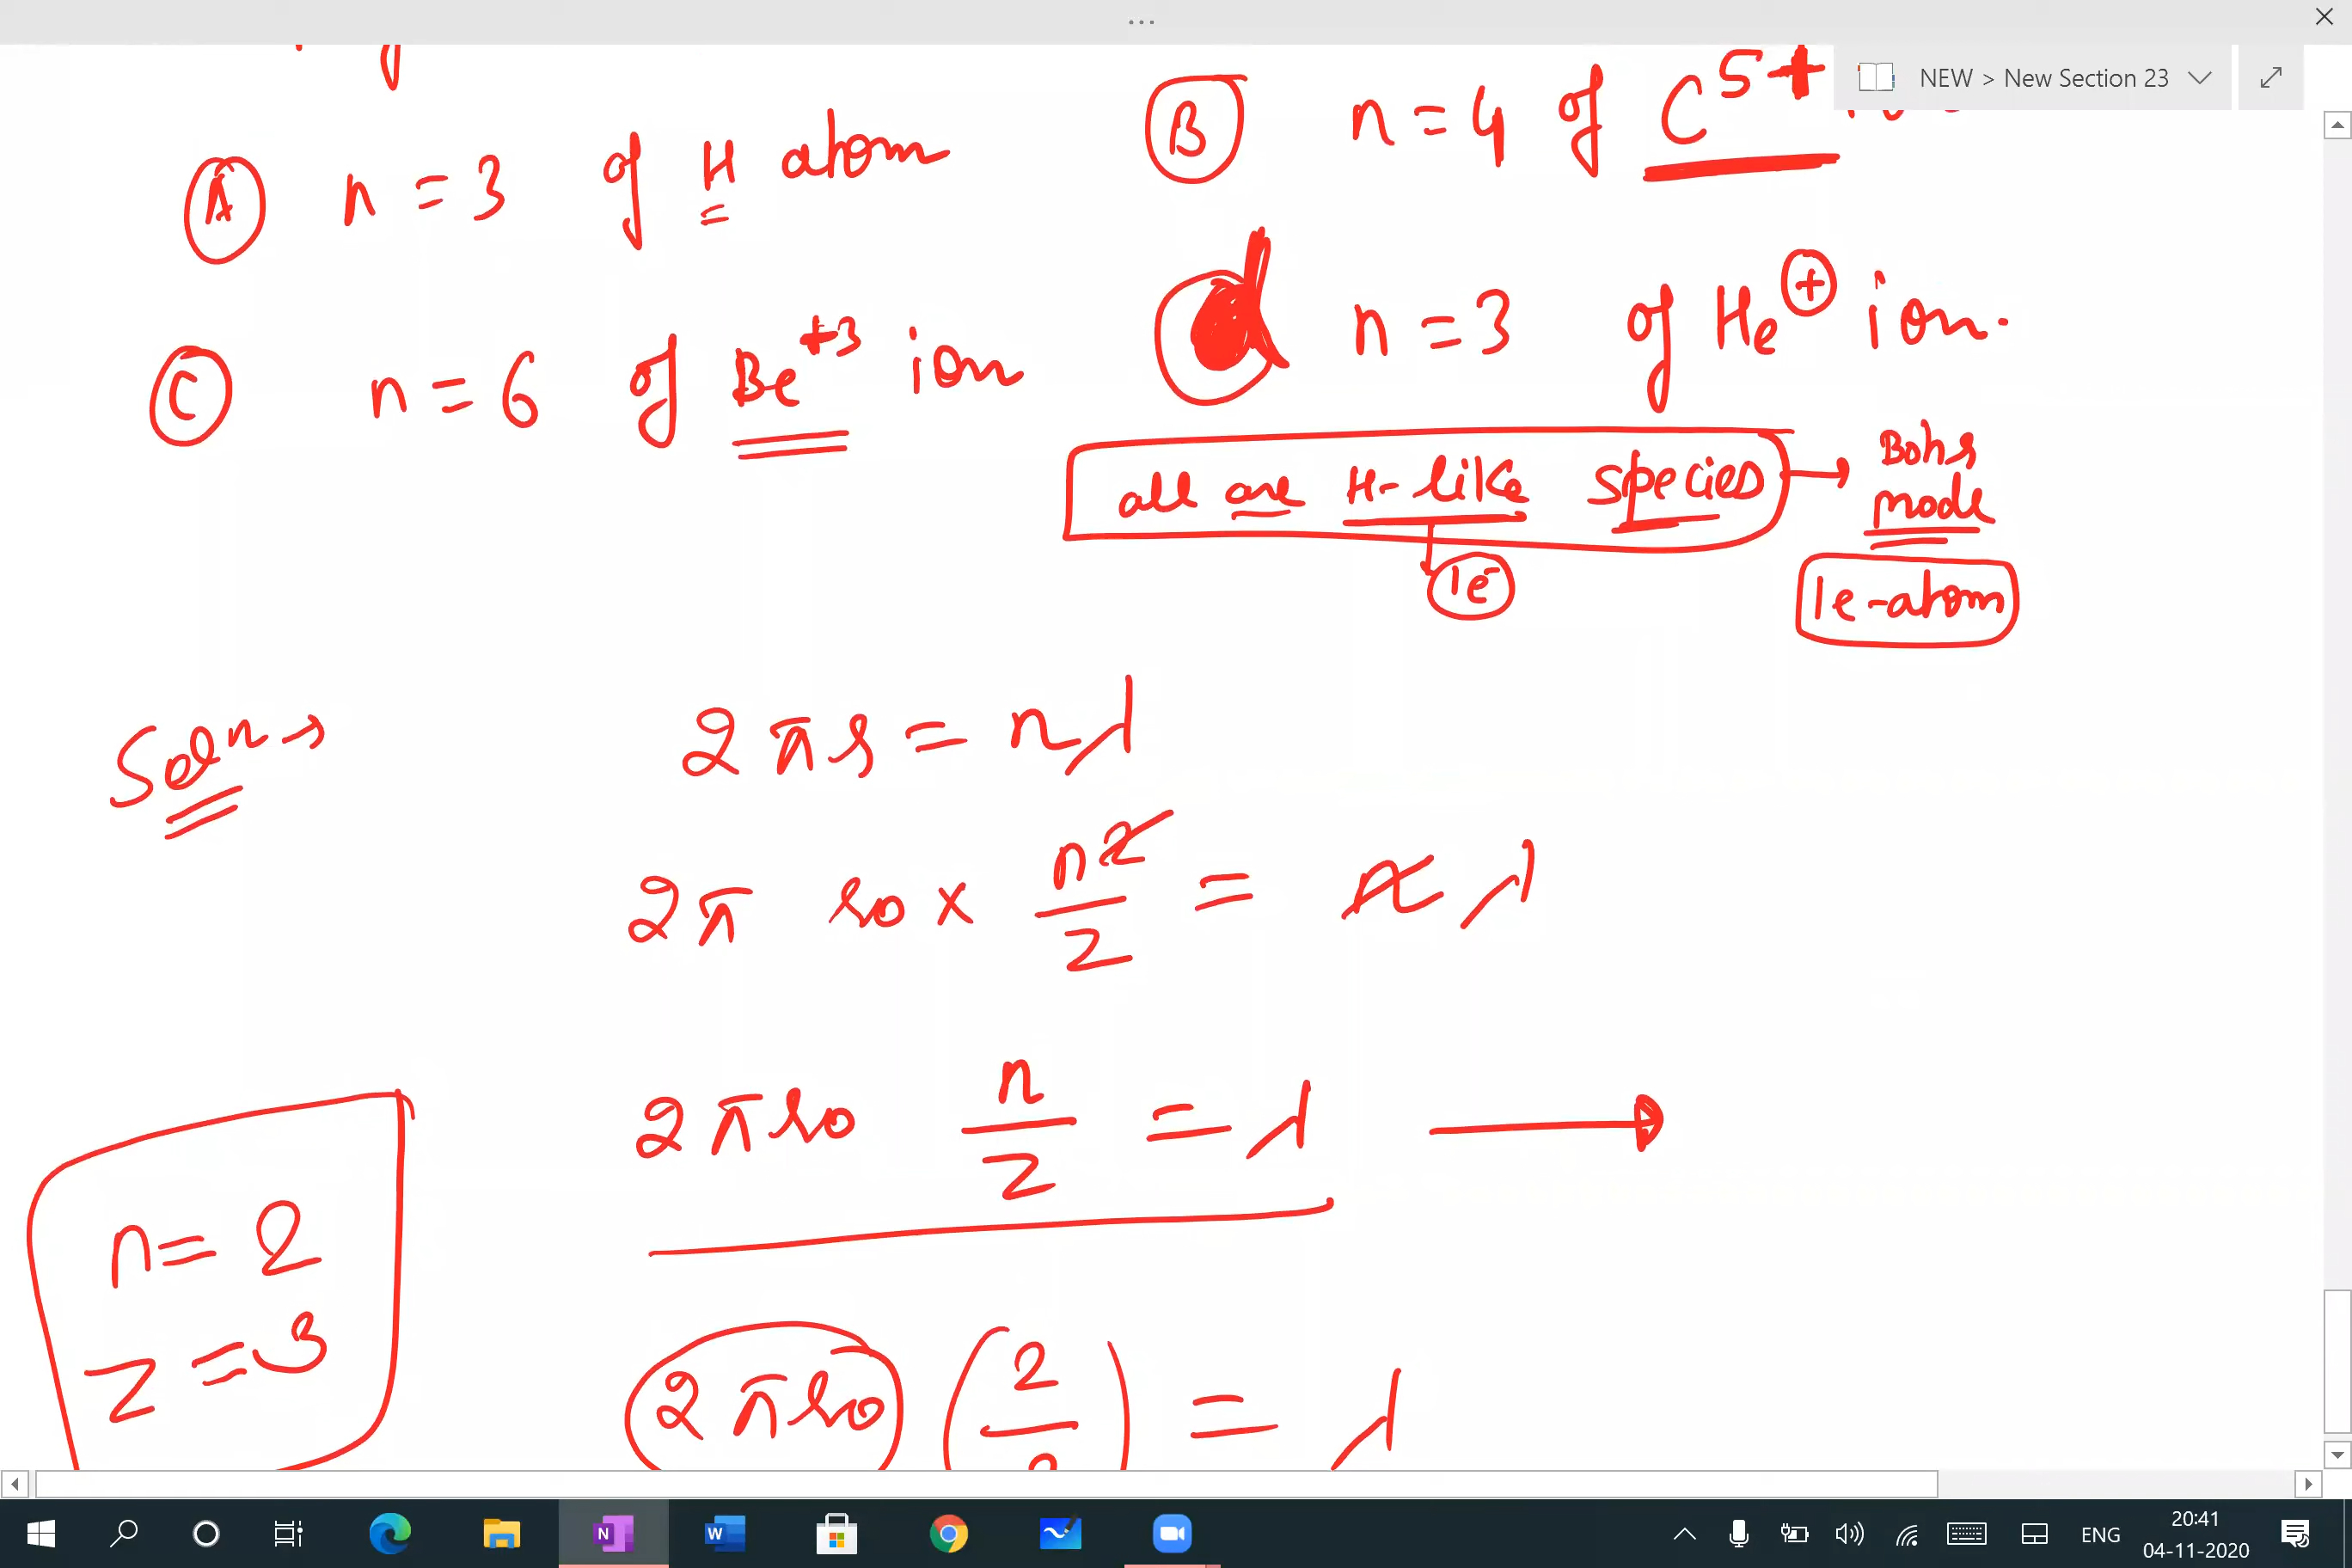 ...
NEW > New Section 23
(A) n = 3 of H atom
(B) n = 4 of C⁵⁺
(C) n = 6 of Be⁺³ ion
(d) n = 3 of He⁺ ion.
all are H-like species → Bohrs
mode
1e⁻
1e-atom
Solⁿ → 2πr = nλ
2π r₀ × n²/Z = nλ
2πr₀ n/Z = λ →
n = 2
Z = 3
2πr₀ (2/3) = λ
N
W
ENG
20:41
04-11-2020